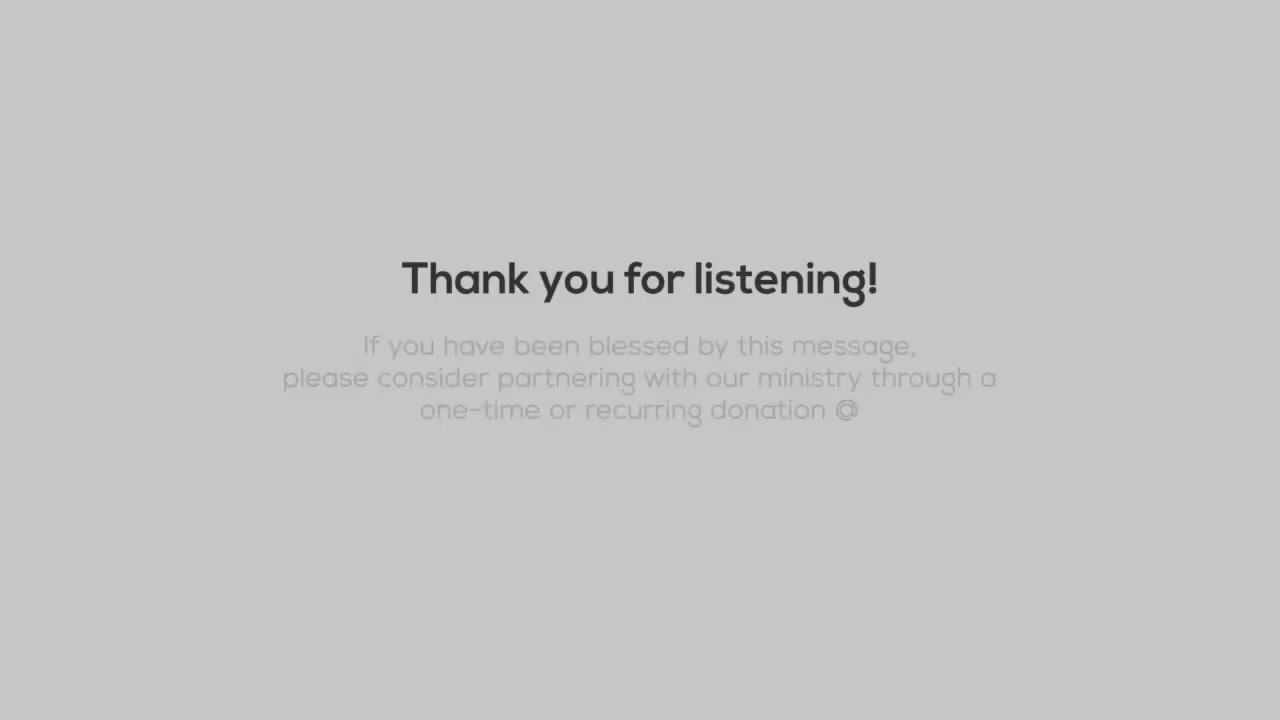 Thank you for listening!
If you have been blessed by this message,
please consider partnering with our ministry through a
one-time or recurring donation @